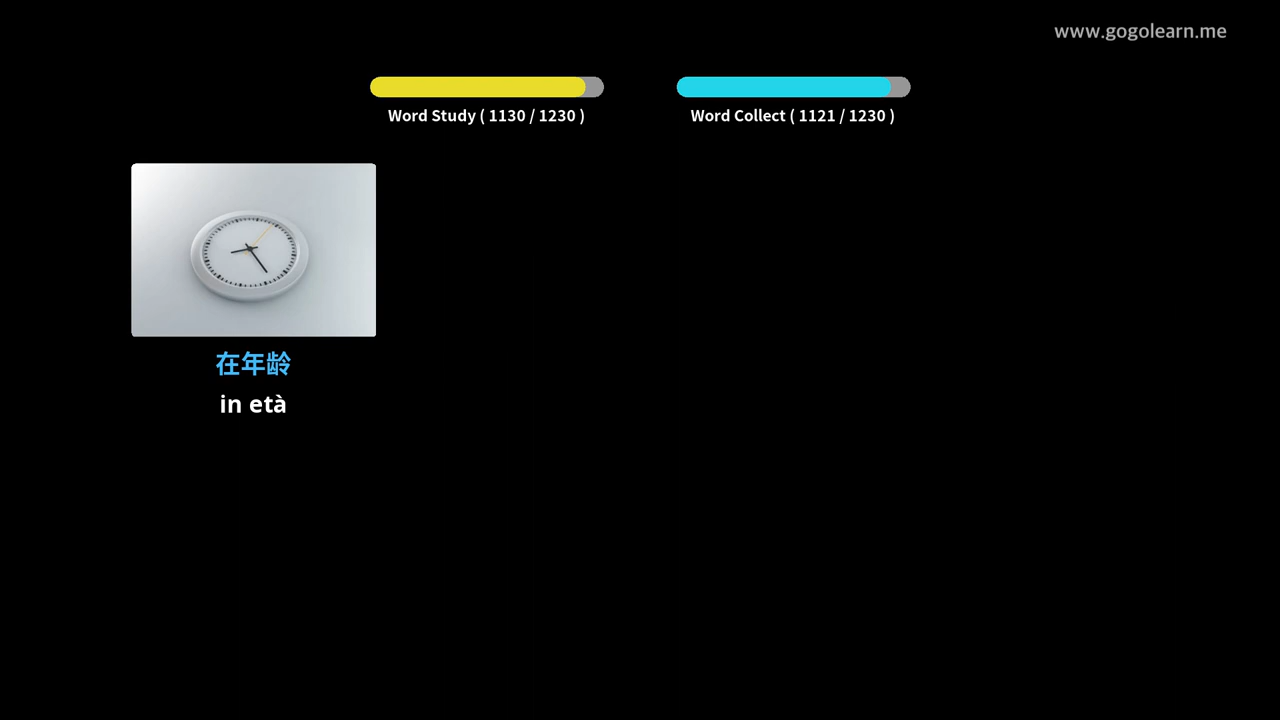 www.gogolearn.me
Word Study ( 1130 / 1230 )
Word Collect ( 1121 / 1230 )
在年龄
in età